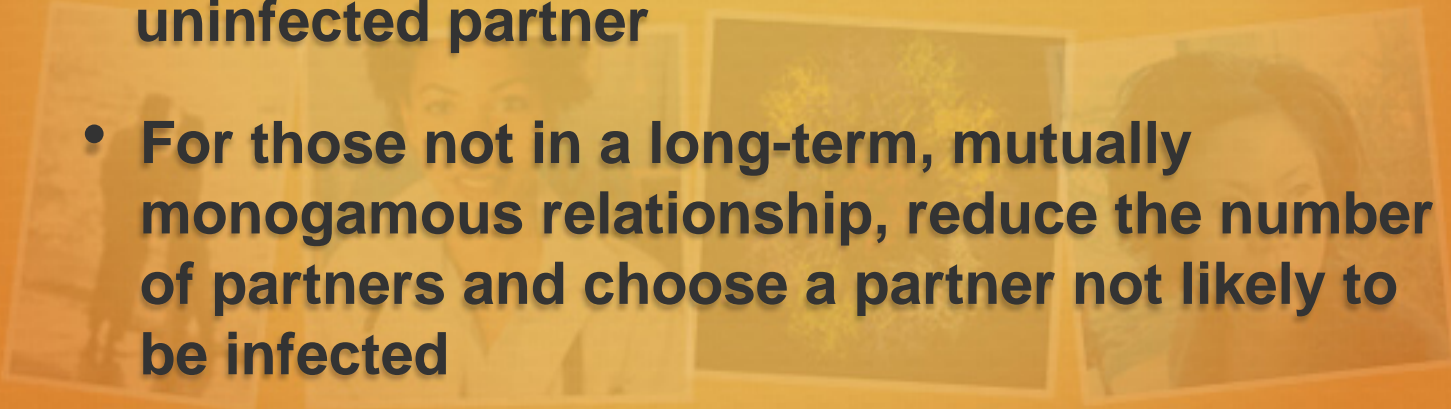 uninfected partner
• For those not in a long-term, mutually
monogamous relationship, reduce the number
of partners and choose a partner not likely to
be infected